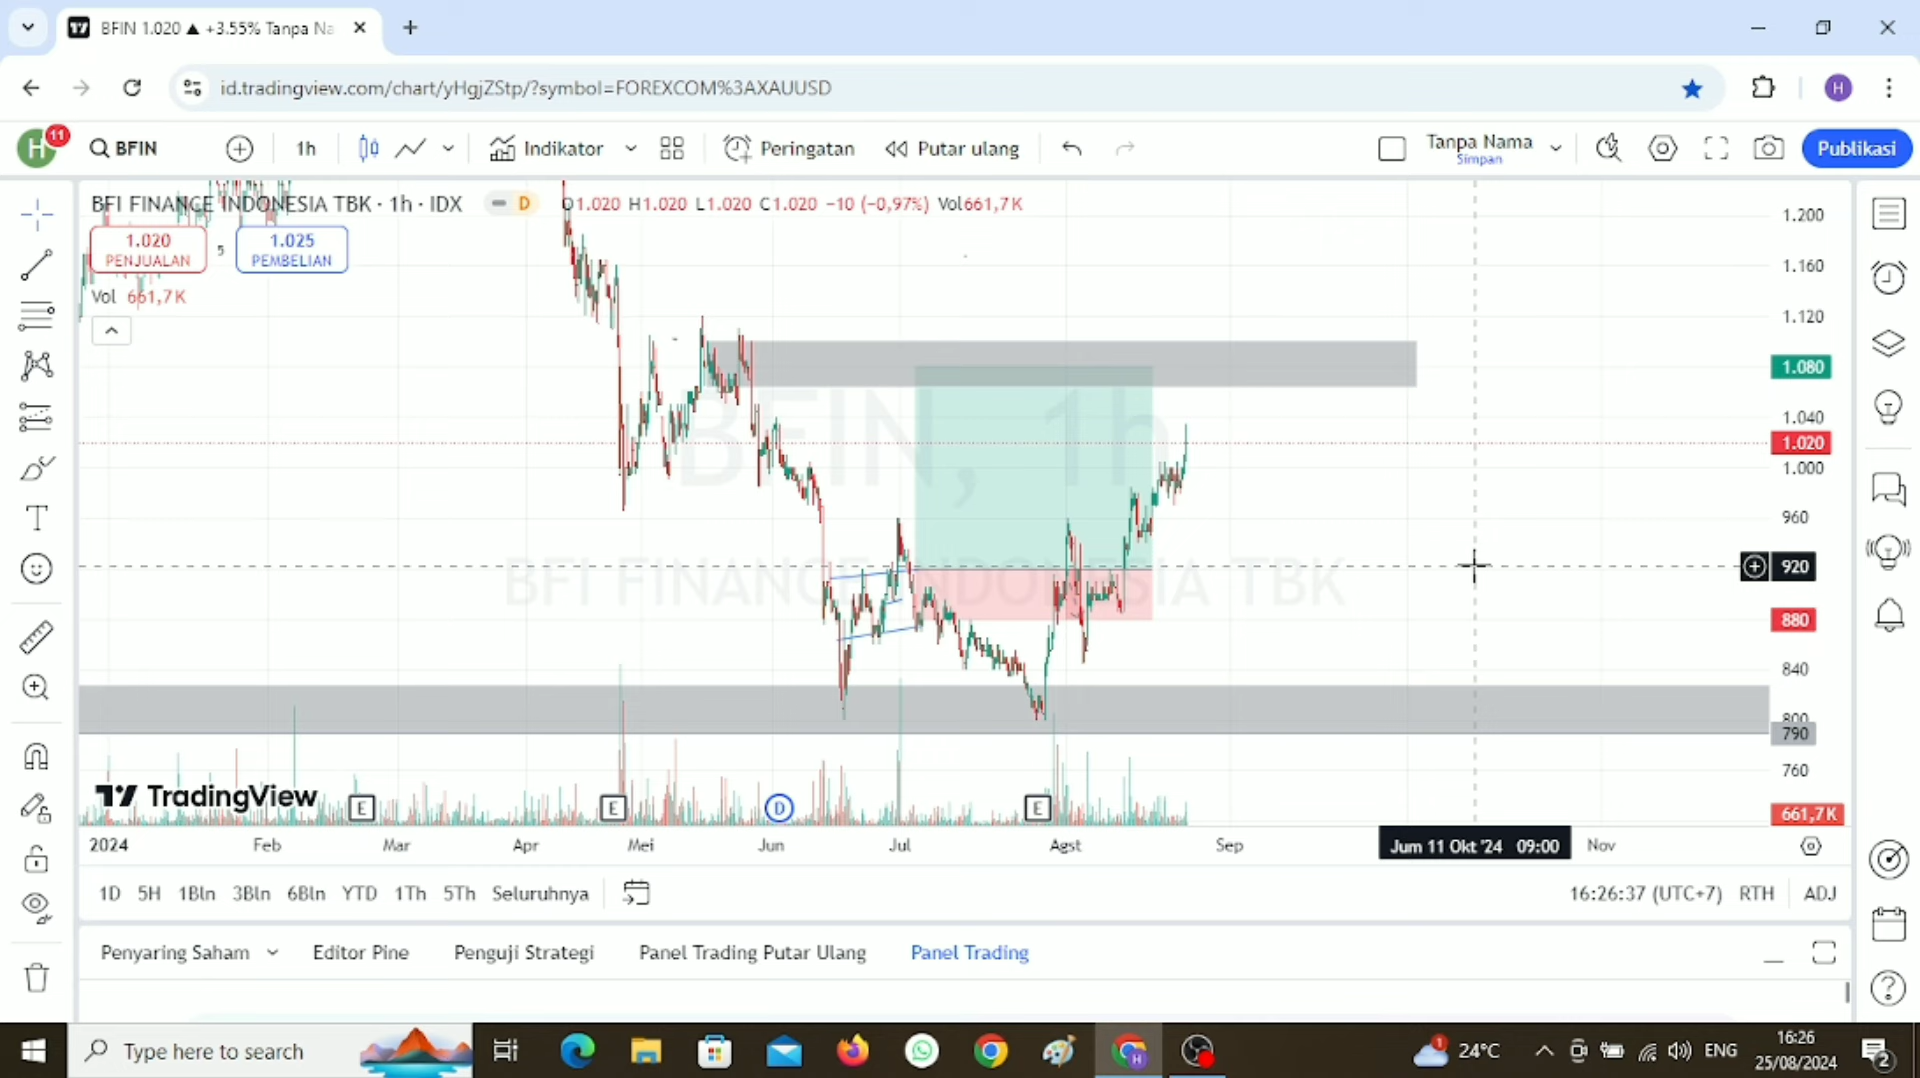 BFIN 1.020 ▲ +3.55% Tanpa Na
id.tradingview.com/chart/yHgjZStp/?symbol=FOREXCOM%3AXAUUSD
H
H 11 BFIN 1h Indikator Peringatan Putar ulang Tanpa Nama Publikasi
Simpan
BFI FINANCE INDONESIA TBK · 1h · IDX D O1.020 H1.020 L1.020 C1.020 −10 (−0,97%) Vol661,7K
1.020 5 1.025
PENJUALAN PEMBELIAN
Vol 661,7K
BFIN, 1h
BFI FINANCE INDONESIA TBK
1.200
1.160
1.120
1.080
1.040
1.020
1.000
960
920
880
840
800
790
760
661,7K
TradingView
E E D E
2024 Feb Mar Apr Mei Jun Jul Agst Sep Jum 11 Okt '24 09:00 Nov
1D 5H 1Bln 3Bln 6Bln YTD 1Th 5Th Seluruhnya 16:26:37 (UTC+7) RTH ADJ
Penyaring Saham Editor Pine Penguji Strategi Panel Trading Putar Ulang Panel Trading
Type here to search 1 24°C ENG 16:26
25/08/2024 2